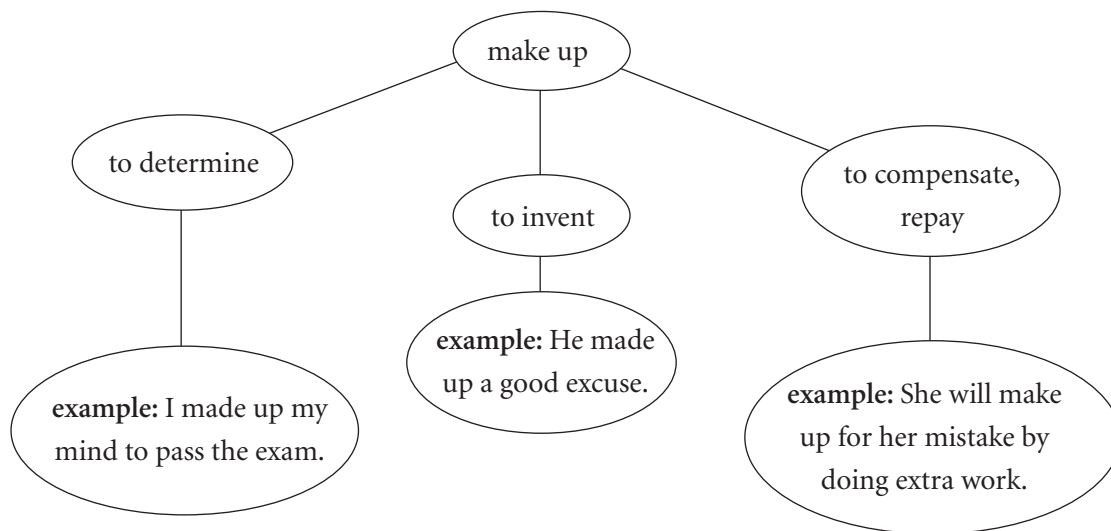 make up
to determine
to invent
to compensate,
repay
example: I made up my
mind to pass the exam.
example: He made
up a good excuse.
example: She will make
up for her mistake by
doing extra work.